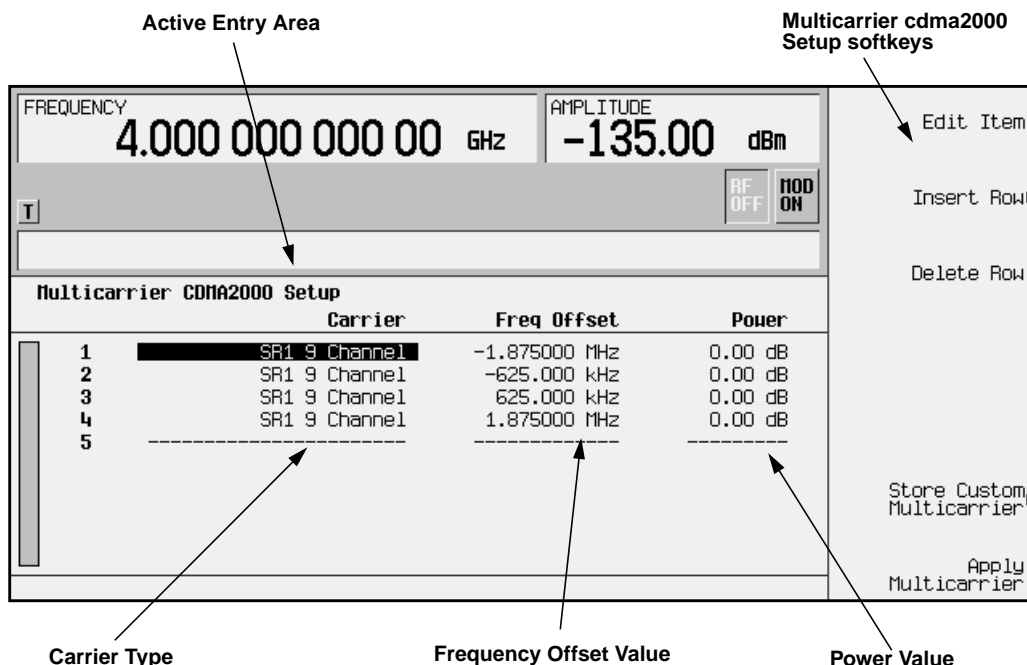 Active Entry Area
Multicarrier cdma2000
Setup softkeys
FREQUENCY
4.000 000 000 00 GHz
AMPLITUDE
-135.00 dBm
RF
OFF
MOD
ON
T
Edit Item
Insert Row
Delete Row
Multicarrier CDMA2000 Setup
Carrier Freq Offset Power
1 SR1 9 Channel -1.875000 MHz 0.00 dB
2 SR1 9 Channel -625.000 kHz 0.00 dB
3 SR1 9 Channel 625.000 kHz 0.00 dB
4 SR1 9 Channel 1.875000 MHz 0.00 dB
5 ----------------------- ------------- ---------
Store Custom
Multicarrier
Apply
Multicarrier
Carrier Type
Frequency Offset Value
Power Value